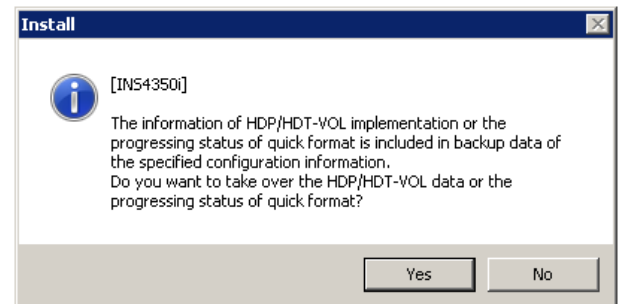 Install
[INS4350i]
The information of HDP/HDT-VOL implementation or the
progressing status of quick format is included in backup data of
the specified configuration information.
Do you want to take over the HDP/HDT-VOL data or the
progressing status of quick format?
Yes No